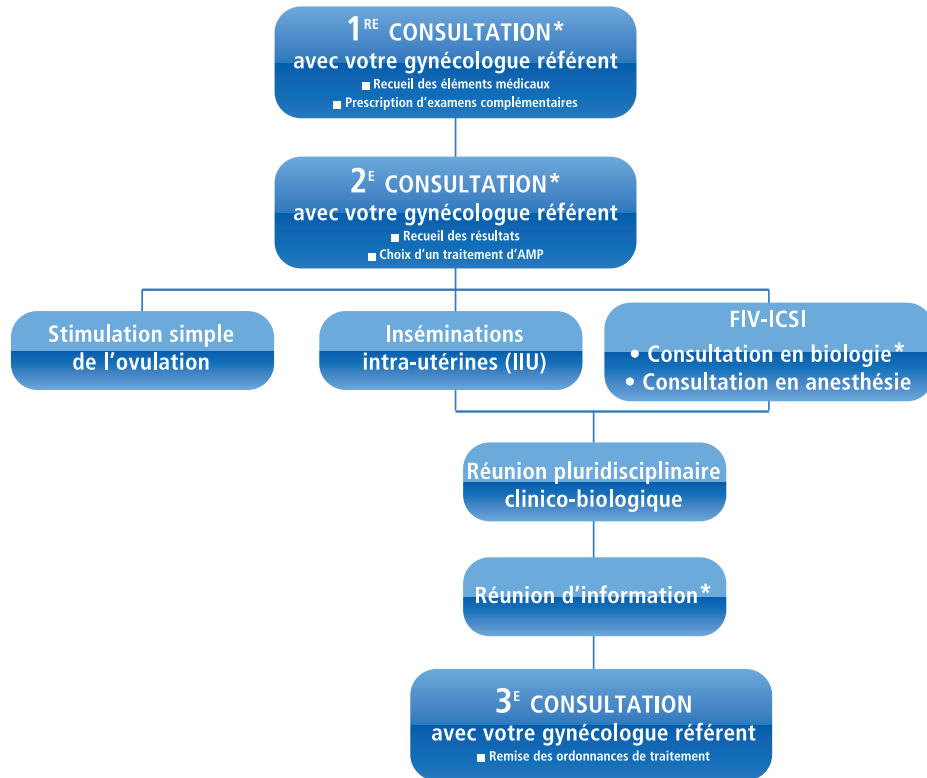 1RE CONSULTATION*
avec votre gynécologue référent
■ Recueil des éléments médicaux
■ Prescription d'examens complémentaires
2E CONSULTATION*
avec votre gynécologue référent
■ Recueil des résultats
■ Choix d'un traitement d'AMP
Stimulation simple
de l'ovulation
Inséminations
intra-utérines (IIU)
FIV-ICSI
• Consultation en biologie*
• Consultation en anesthésie
Réunion pluridisciplinaire
clinico-biologique
Réunion d'information*
3E CONSULTATION
avec votre gynécologue référent
■ Remise des ordonnances de traitement